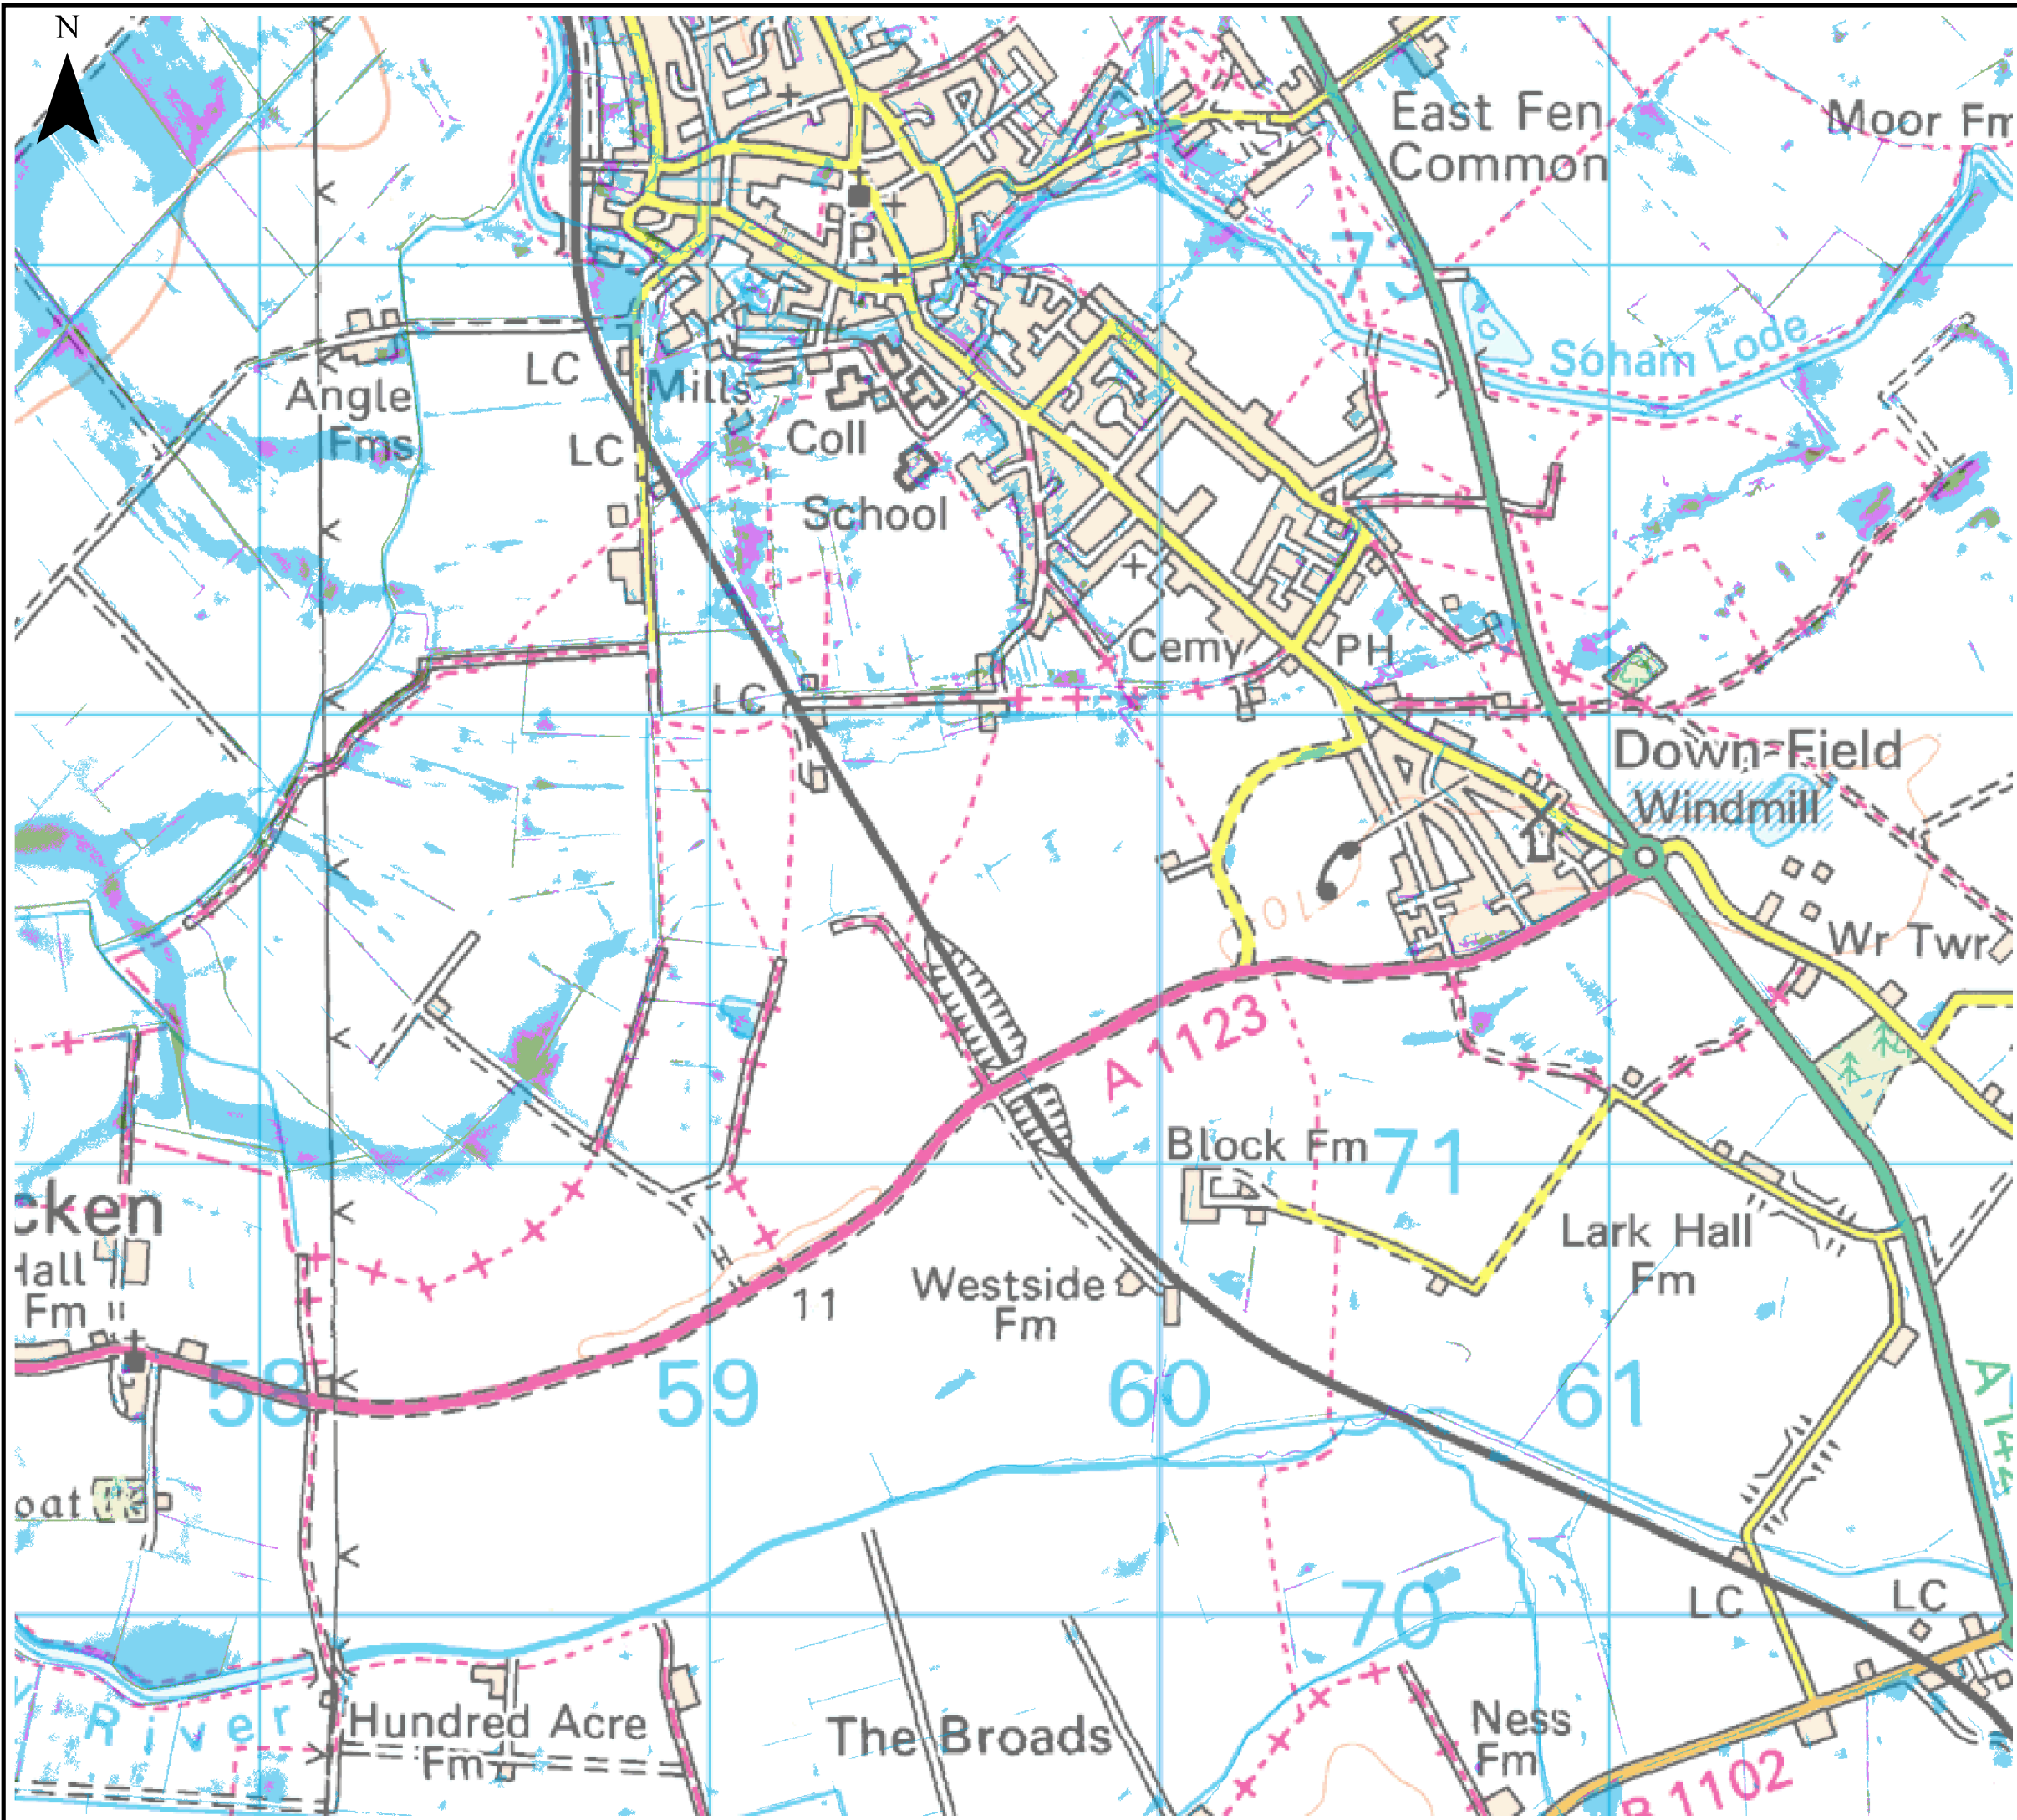 N
East Fen
Common
Moor Fm
P
73
Soham Lode
LC
Mills
Angle
Fms
Coll
LC
School
Cemy
PH
LC
Down-Field
Windmill
10
Wr Twr
A 1123
Block Fm
71
cken
Hall
Fm
Lark Hall
Fm
Westside
Fm
11
58
59
60
61
oat
LC
LC
70
River
Hundred Acre
Fm
The Broads
Ness
Fm
B 1102